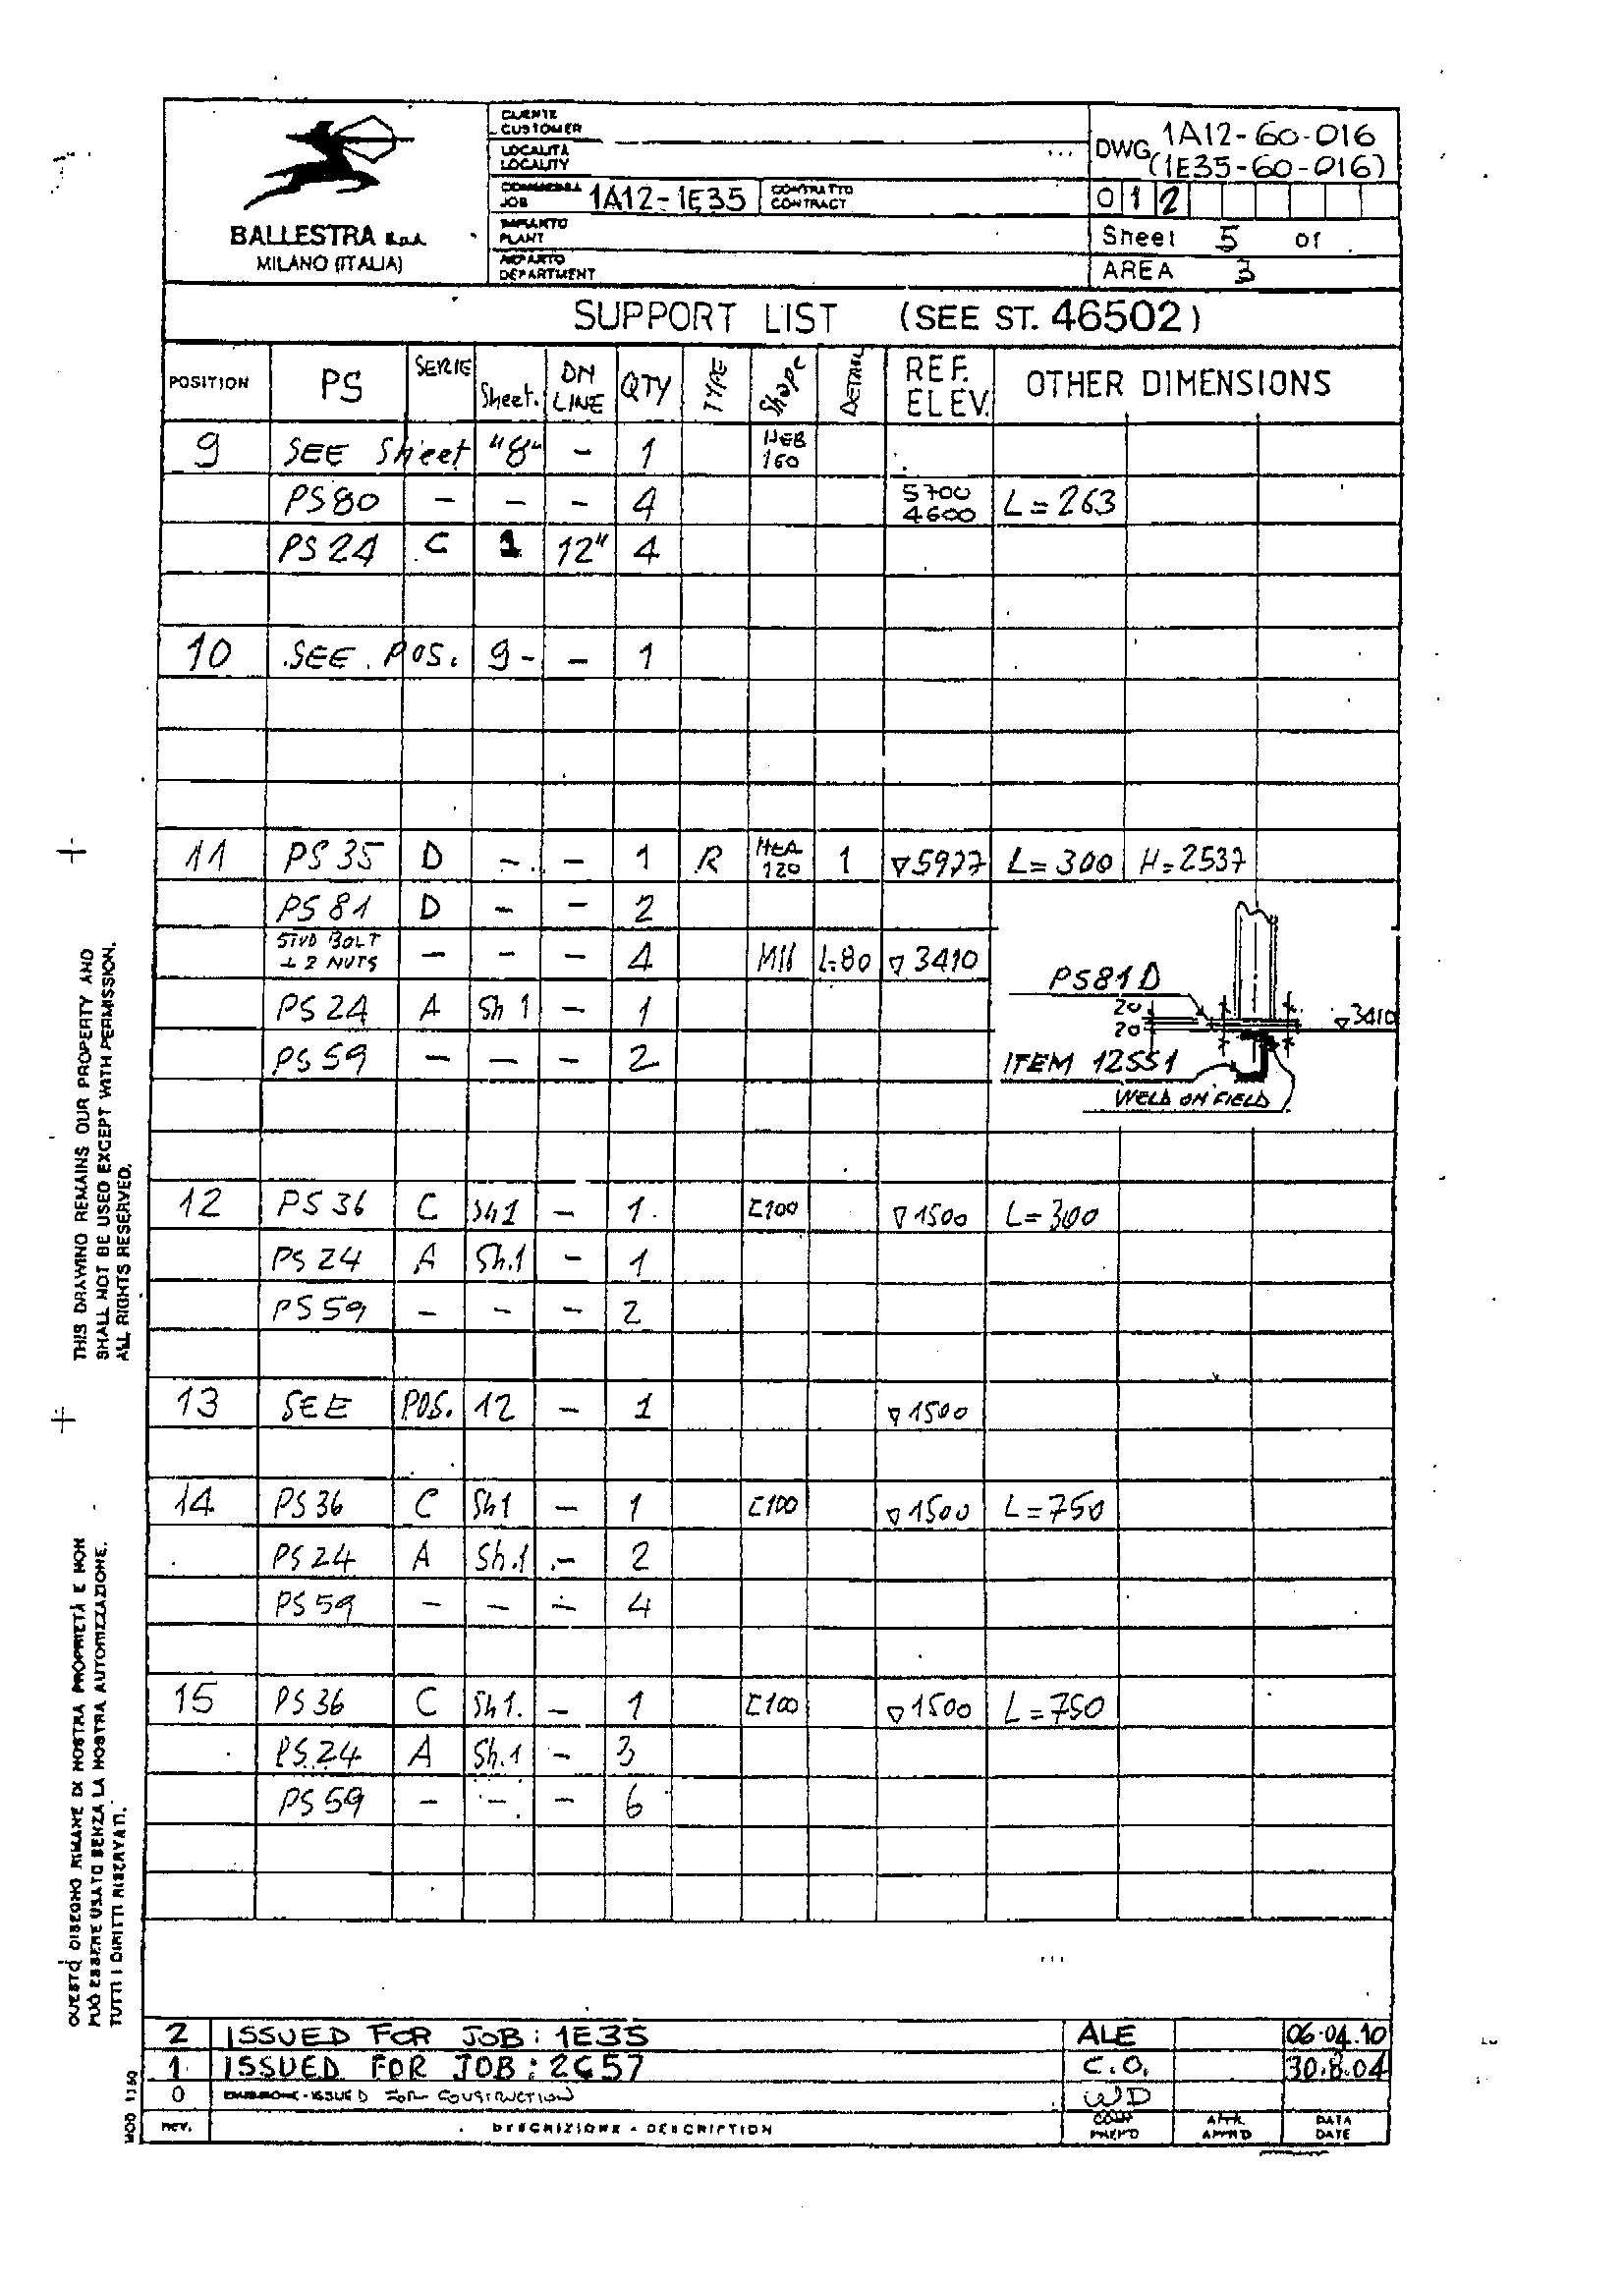 CLIENTE
CUSTOMER
LOCALITÀ
LOCALITY
COMMESSA
JOB 1A12-1E35 CONTRATTO
CONTRACT
IMPIANTO
PLANT
REPARTO
DEPARTMENT
DWG. 1A12-60-016
(1E35-60-016)
0 1 2
Sheet 5 of
AREA 3
BALLESTRA s.p.a.
MILANO (ITALIA)
SUPPORT LIST (SEE ST. 46502)
POSITION PS SERIE Sheet. DN LINE QTY TYPE Shape DETAIL REF. ELEV. OTHER DIMENSIONS
9 SEE Sheet "8" - 1 HEB 160
PS 80 - - - 4 5700 4600 L=263
PS 24 C 1 12" 4
10 SEE POS. 9 - - 1
11 PS 35 D - - 1 R HEA 120 1 ▽5977 L=300 H=2537
PS 81 D - - 2
STUD BOLT + 2 NUTS - - - 4 L=80 ▽3410
PS 24 A Sh 1 - 1
PS 59 - - - 2
PS81D
20
20
▽3410
ITEM 12551
WELD ON FIELD
12 PS 36 C Sh1 - 1 [100 ▽1500 L=300
PS 24 A Sh.1 - 1
PS 59 - - - 2
13 SEE POS. 12 - 1 ▽1500
14 PS 36 C Sh1 - 1 [100 ▽1500 L=750
PS 24 A Sh.1 - 2
PS 59 - - - 4
15 PS 36 C Sh1. - 1 [100 ▽1500 L=750
PS 24 A Sh.1 - 3
PS 59 - - - 6
THIS DRAWING REMAINS OUR PROPERTY AND
SHALL NOT BE USED EXCEPT WITH PERMISSION.
ALL RIGHTS RESERVED.
QUESTO DISEGNO RIMANE DI NOSTRA PROPRIETÀ E NON
PUÒ ESSERE USATO SENZA LA NOSTRA AUTORIZZAZIONE.
TUTTI I DIRITTI RISERVATI.
MOD 1150
2 ISSUED FOR JOB: 1E35 ALE 06.04.10
1 ISSUED FOR JOB: 2G57 C.O. 30.8.04
0 EMISSIONE - ISSUED FOR CONSTRUCTION WD
REV. DESCRIZIONE - DESCRIPTION COMP. PREP'D APPR. APPR'D DATA DATE